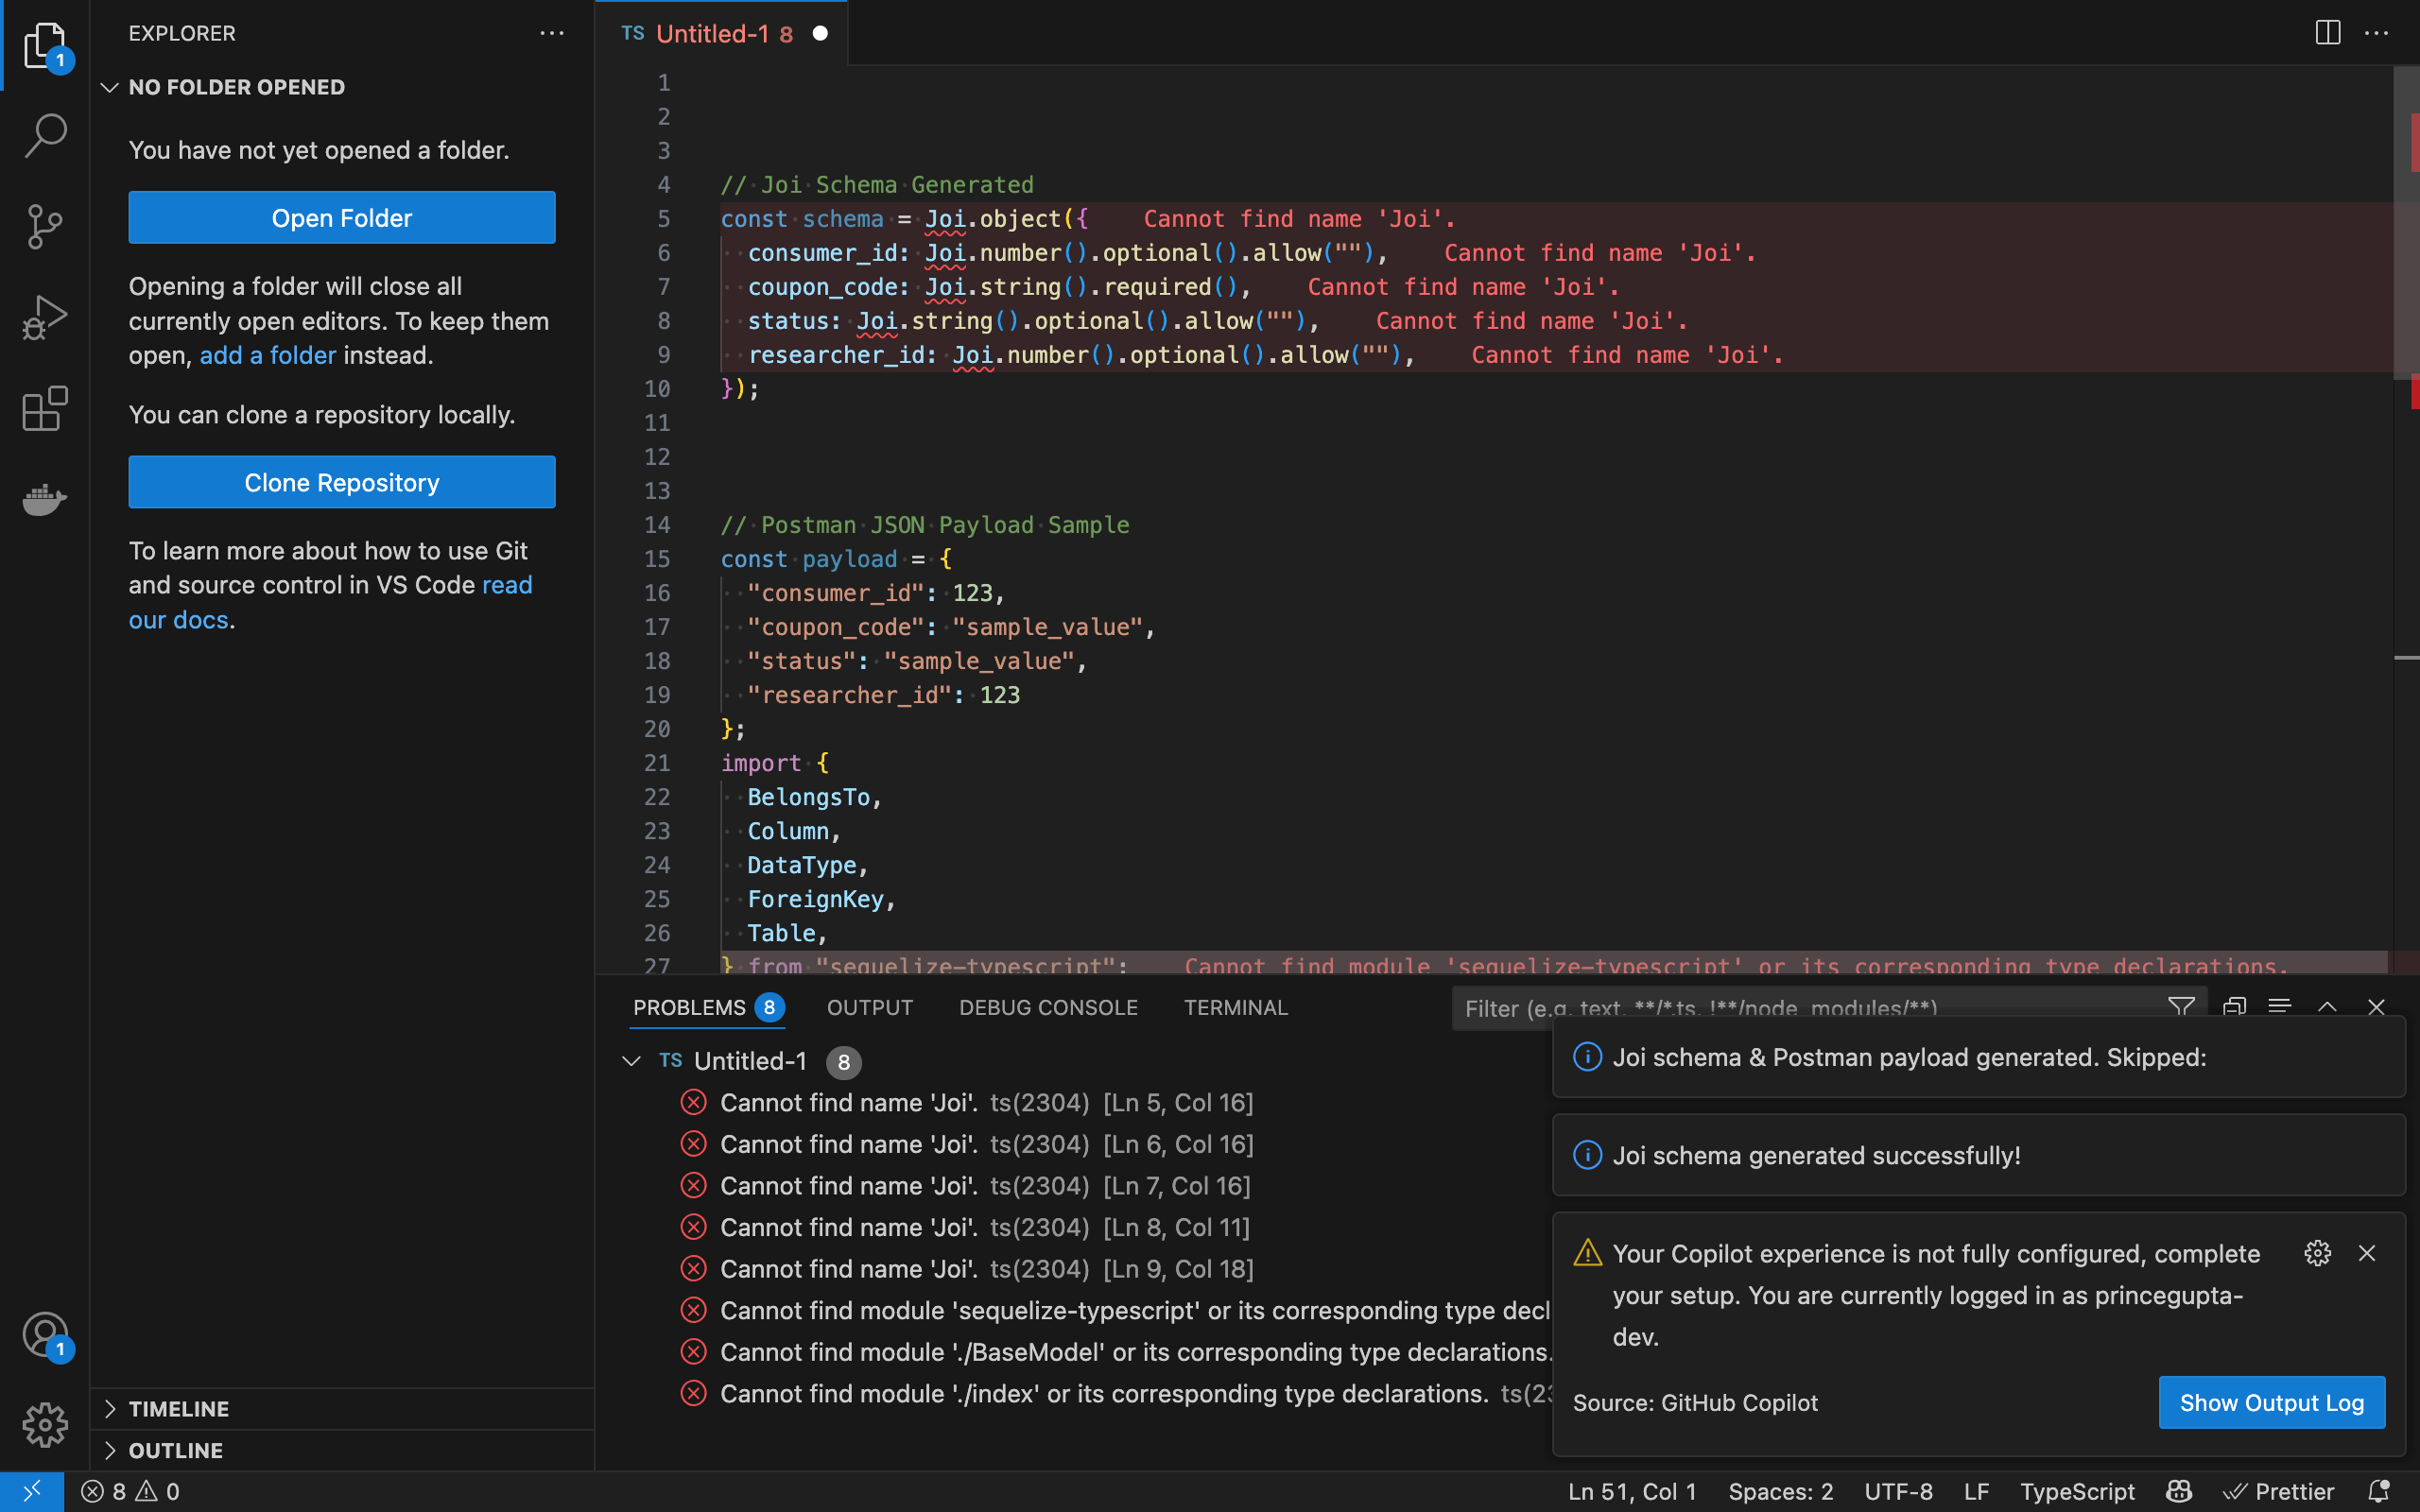 EXPLORER
NO FOLDER OPENED
You have not yet opened a folder.
Open Folder
Opening a folder will close all
currently open editors. To keep them
open, add a folder instead.
You can clone a repository locally.
Clone Repository
To learn more about how to use Git
and source control in VS Code read
our docs.
TIMELINE
OUTLINE
1
1
TS Untitled-1 8
1
2
3
4 // Joi Schema Generated
5 const schema = Joi.object({ Cannot find name 'Joi'.
6 consumer_id: Joi.number().optional().allow(""), Cannot find name 'Joi'.
7 coupon_code: Joi.string().required(), Cannot find name 'Joi'.
8 status: Joi.string().optional().allow(""), Cannot find name 'Joi'.
9 researcher_id: Joi.number().optional().allow(""), Cannot find name 'Joi'.
10 });
11
12
13
14 // Postman JSON Payload Sample
15 const payload = {
16 "consumer_id": 123,
17 "coupon_code": "sample_value",
18 "status": "sample_value",
19 "researcher_id": 123
20 };
21 import {
22 BelongsTo,
23 Column,
24 DataType,
25 ForeignKey,
26 Table,
27 } from "sequelize-typescript"; Cannot find module 'sequelize-typescript' or its corresponding type declarations.
PROBLEMS 8 OUTPUT DEBUG CONSOLE TERMINAL Filter (e.g. text, **/*.ts, !**/node_modules/**)
TS Untitled-1 8
Cannot find name 'Joi'. ts(2304) [Ln 5, Col 16]
Cannot find name 'Joi'. ts(2304) [Ln 6, Col 16]
Cannot find name 'Joi'. ts(2304) [Ln 7, Col 16]
Cannot find name 'Joi'. ts(2304) [Ln 8, Col 11]
Cannot find name 'Joi'. ts(2304) [Ln 9, Col 18]
Cannot find module 'sequelize-typescript' or its corresponding type decl
Cannot find module './BaseModel' or its corresponding type declarations.
Cannot find module './index' or its corresponding type declarations. ts(23
Joi schema & Postman payload generated. Skipped:
Joi schema generated successfully!
Your Copilot experience is not fully configured, complete
your setup. You are currently logged in as princegupta-
dev.
Source: GitHub Copilot
Show Output Log
8 0 Ln 51, Col 1 Spaces: 2 UTF-8 LF TypeScript Prettier